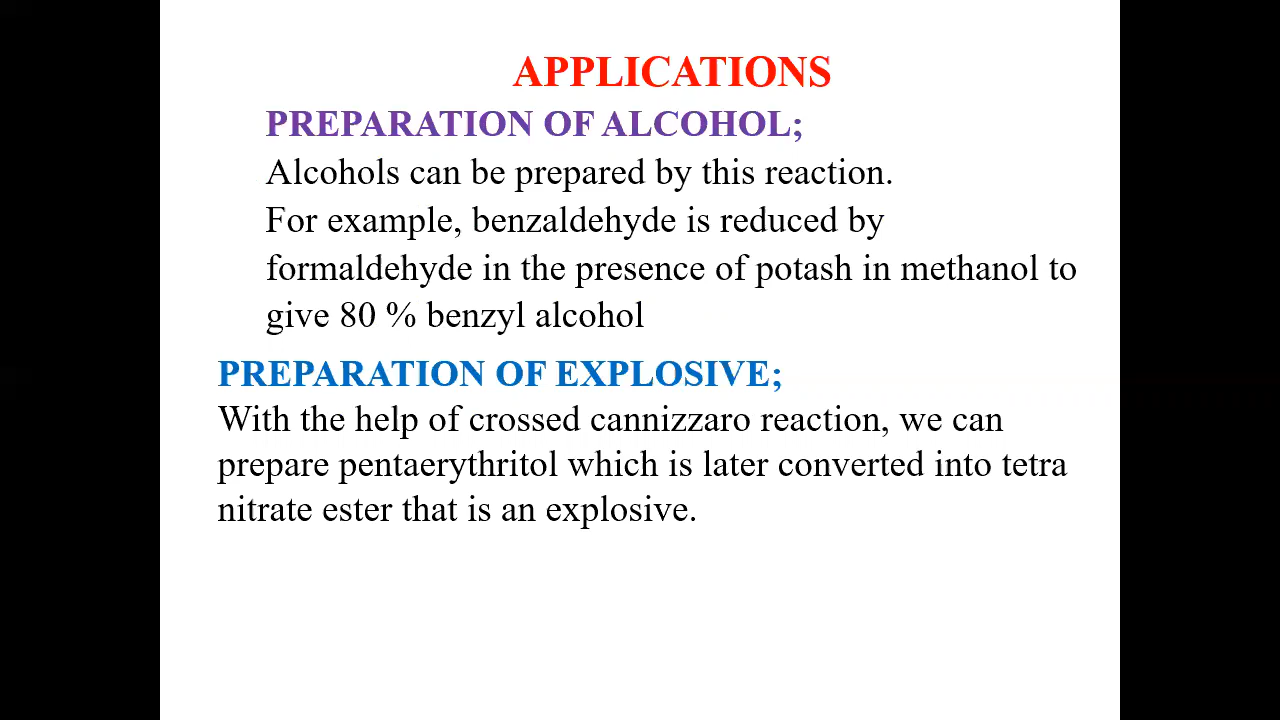 APPLICATIONS
PREPARATION OF ALCOHOL;
Alcohols can be prepared by this reaction.
For example, benzaldehyde is reduced by
formaldehyde in the presence of potash in methanol to
give 80 % benzyl alcohol
PREPARATION OF EXPLOSIVE;
With the help of crossed cannizzaro reaction, we can
prepare pentaerythritol which is later converted into tetra
nitrate ester that is an explosive.